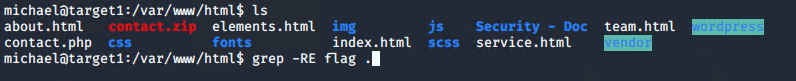 michael@target1:/var/www/html$ ls
about.html contact.zip elements.html img js Security - Doc team.html wordpress
contact.php css fonts index.html scss service.html vendor
michael@target1:/var/www/html$ grep -RE flag .